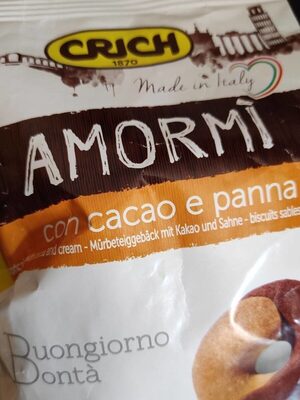 CRICH
1870
Made in Italy
AMORMÌ
con cacao e panna
and cream - Mürbeteiggebäck mit Kakao und Sahne - biscuits sablés
Buongiorno
Bontà